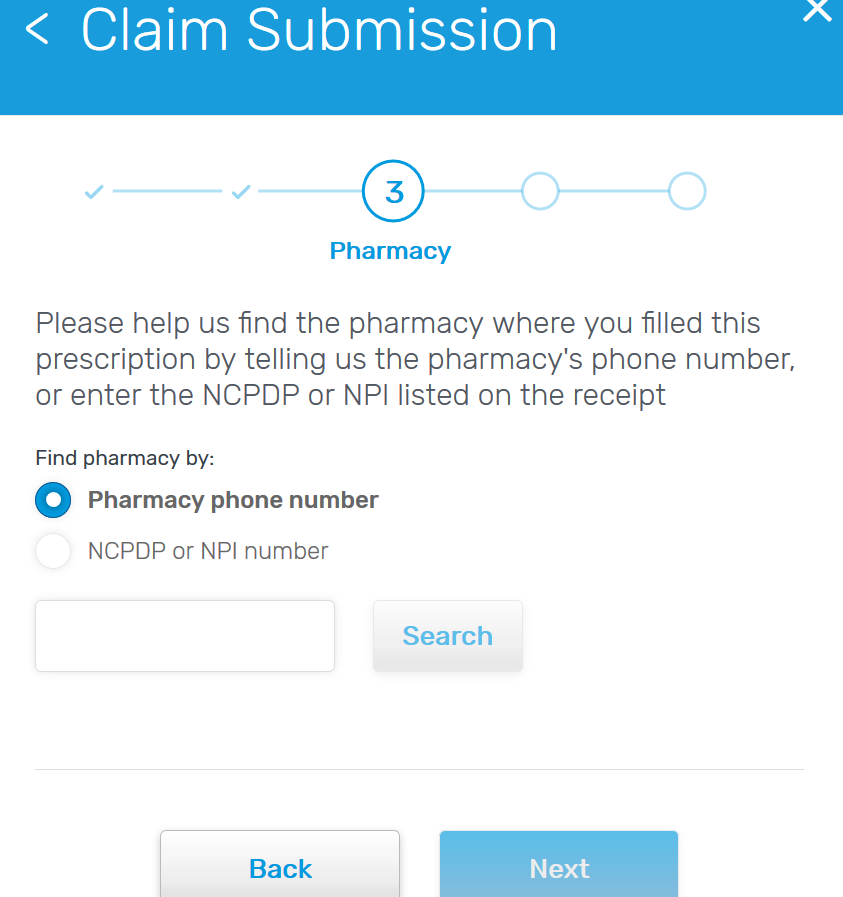 Claim Submission
3
Pharmacy
Please help us find the pharmacy where you filled this
prescription by telling us the pharmacy's phone number,
or enter the NCPDP or NPI listed on the receipt
Find pharmacy by:
Pharmacy phone number
NCPDP or NPI number
Search
Back
Next